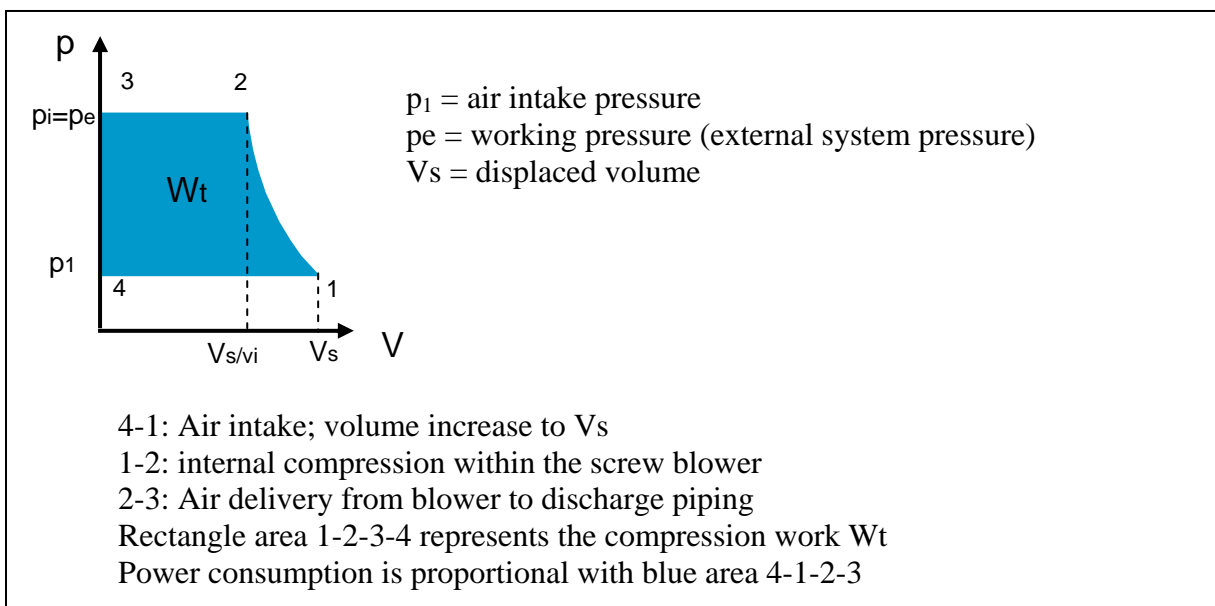 p
3
2
pi=pe
p₁ = air intake pressure
pe = working pressure (external system pressure)
Vs = displaced volume
Wt
p1
4
1
Vs/vi
Vs
V
4-1: Air intake; volume increase to Vs
1-2: internal compression within the screw blower
2-3: Air delivery from blower to discharge piping
Rectangle area 1-2-3-4 represents the compression work Wt
Power consumption is proportional with blue area 4-1-2-3